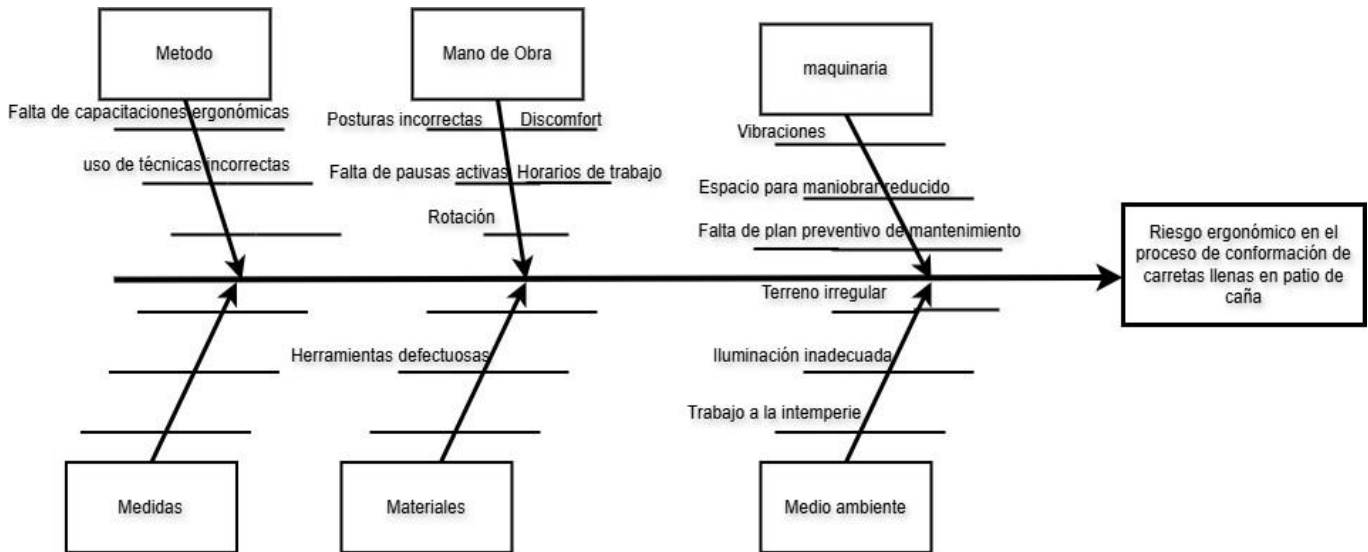 Metodo
Mano de Obra
maquinaria
Falta de capacitaciones ergonómicas
uso de técnicas incorrectas
Posturas incorrectas
Discomfort
Falta de pausas activas
Horarios de trabajo
Rotación
Vibraciones
Espacio para maniobrar reducido
Falta de plan preventivo de mantenimiento
Riesgo ergonómico en el
proceso de conformación de
carretas llenas en patio de
caña
Terreno irregular
Herramientas defectuosas
Iluminación inadecuada
Trabajo a la intemperie
Medidas
Materiales
Medio ambiente